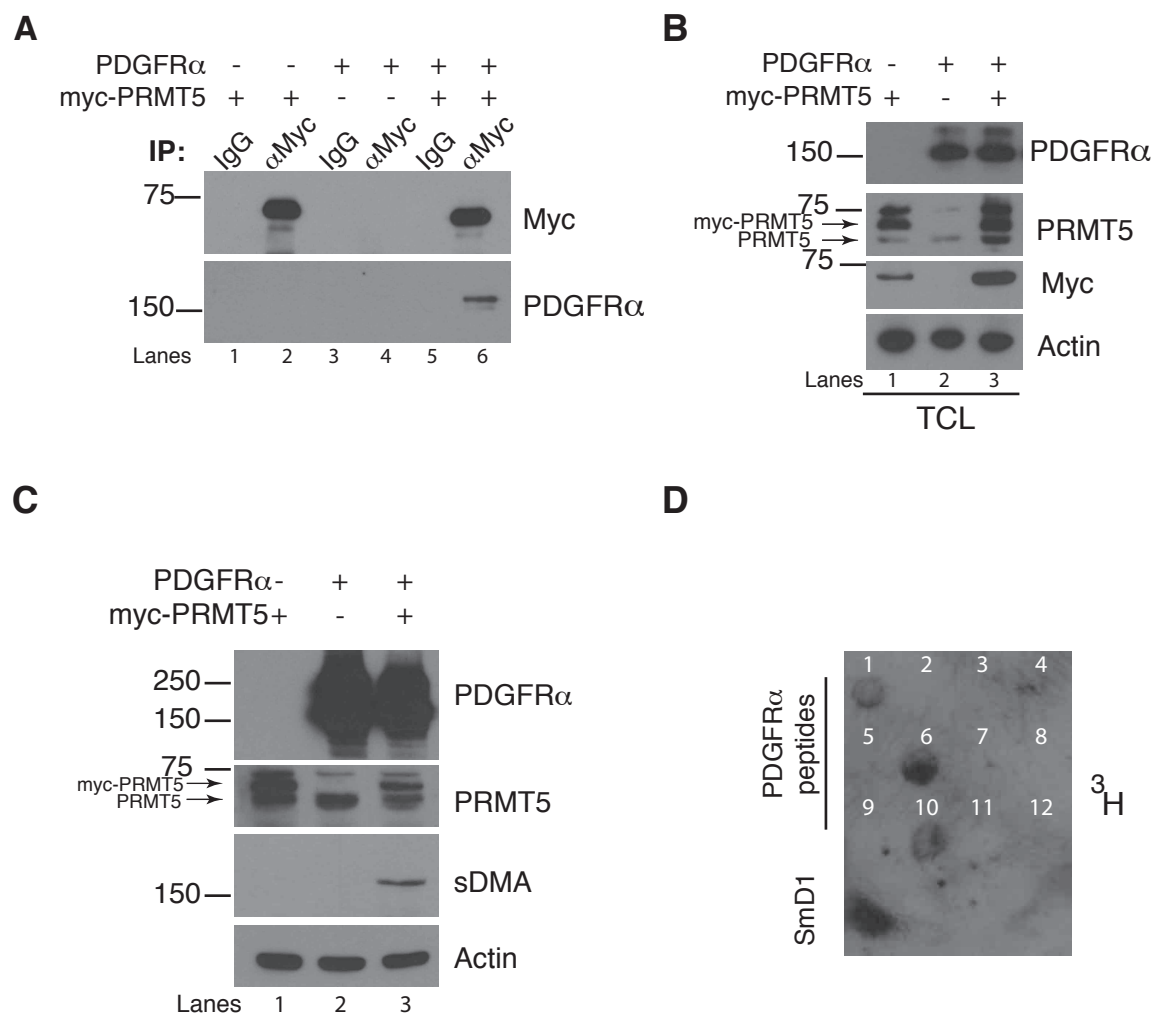 A
PDGFRα - - + + + +
myc-PRMT5 + + - - + +
IP: IgG αMyc IgG αMyc IgG αMyc
75
Myc
150
PDGFRα
Lanes 1 2 3 4 5 6
B
PDGFRα - + +
myc-PRMT5 + - +
150
PDGFRα
75
myc-PRMT5
PRMT5
PRMT5
75
Myc
Actin
Lanes 1 2 3
TCL
C
PDGFRα- + +
myc-PRMT5+ - +
250
150
PDGFRα
75
myc-PRMT5
PRMT5
PRMT5
150
sDMA
Actin
Lanes 1 2 3
D
PDGFRα
peptides
SmD1
1 2 3 4
5 6 7 8
9 10 11 12
³H